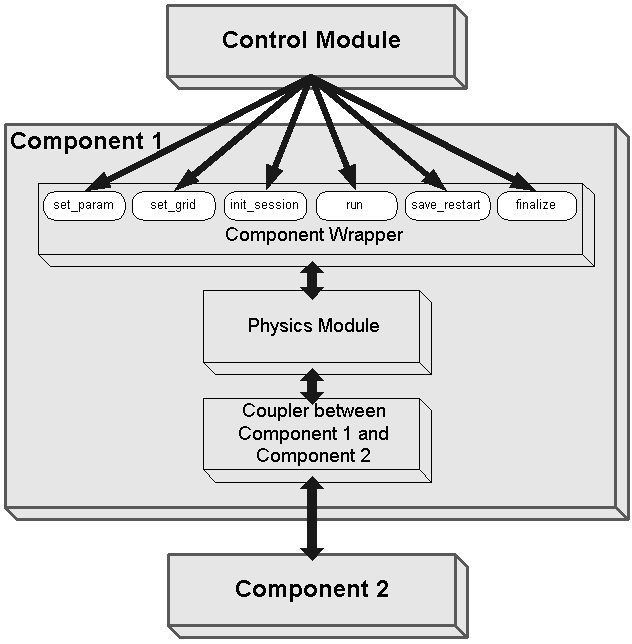 Control Module
Component 1
set_param
set_grid
init_session
run
save_restart
finalize
Component Wrapper
Physics Module
Coupler between
Component 1 and
Component 2
Component 2